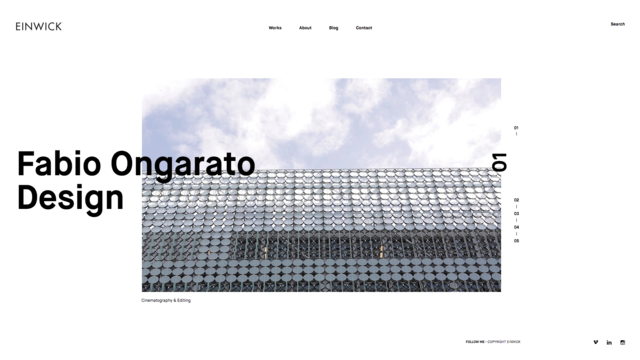 EINWICK
Works
About
Blog
Contact
Search
Fabio Ongarato
Design
01
01
02
03
04
05
Cinematography & Editing
FOLLOW ME - COPYRIGHT EINWICK